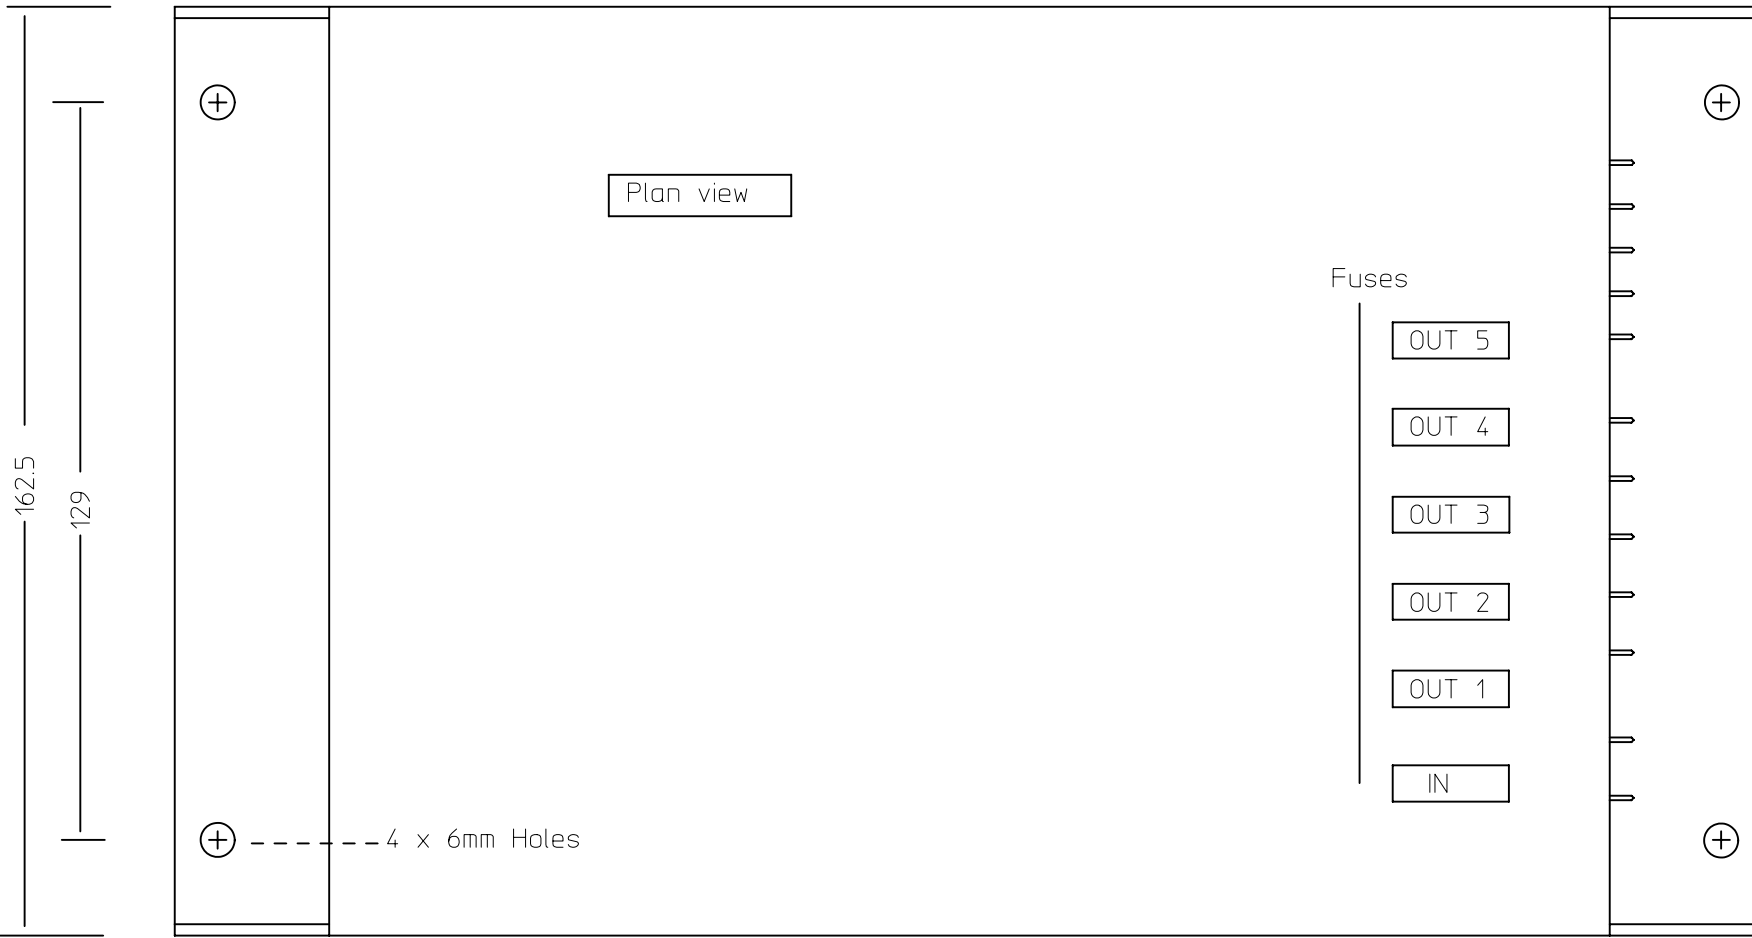 Plan view
Fuses
OUT 5
OUT 4
162.5
129
OUT 3
OUT 2
OUT 1
IN
4 x 6mm Holes